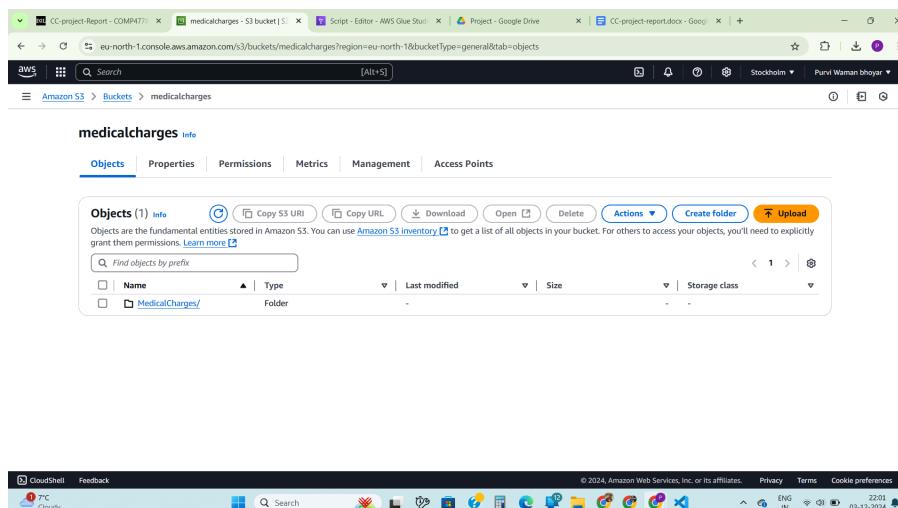 CC-project-Report - COMP477 medicalcharges - S3 bucket | S3 Script - Editor - AWS Glue Studi Project - Google Drive CC-project-report.docx - Googl
eu-north-1.console.aws.amazon.com/s3/buckets/medicalcharges?region=eu-north-1&bucketType=general&tab=objects
aws Search [Alt+S] Stockholm ▼ Purvi Waman bhoyar ▼
Amazon S3 > Buckets > medicalcharges
medicalcharges Info
Objects Properties Permissions Metrics Management Access Points
Objects (1) Info Copy S3 URI Copy URL Download Open Delete Actions ▼ Create folder Upload
Objects are the fundamental entities stored in Amazon S3. You can use Amazon S3 inventory to get a list of all objects in your bucket. For others to access your objects, you'll need to explicitly
grant them permissions. Learn more
Find objects by prefix < 1 >
Name Type Last modified Size Storage class
MedicalCharges/ Folder - - -
CloudShell Feedback © 2024, Amazon Web Services, Inc. or its affiliates. Privacy Terms Cookie preferences
7°C Search ENG 22:01
Cloudy IN 03-12-2024